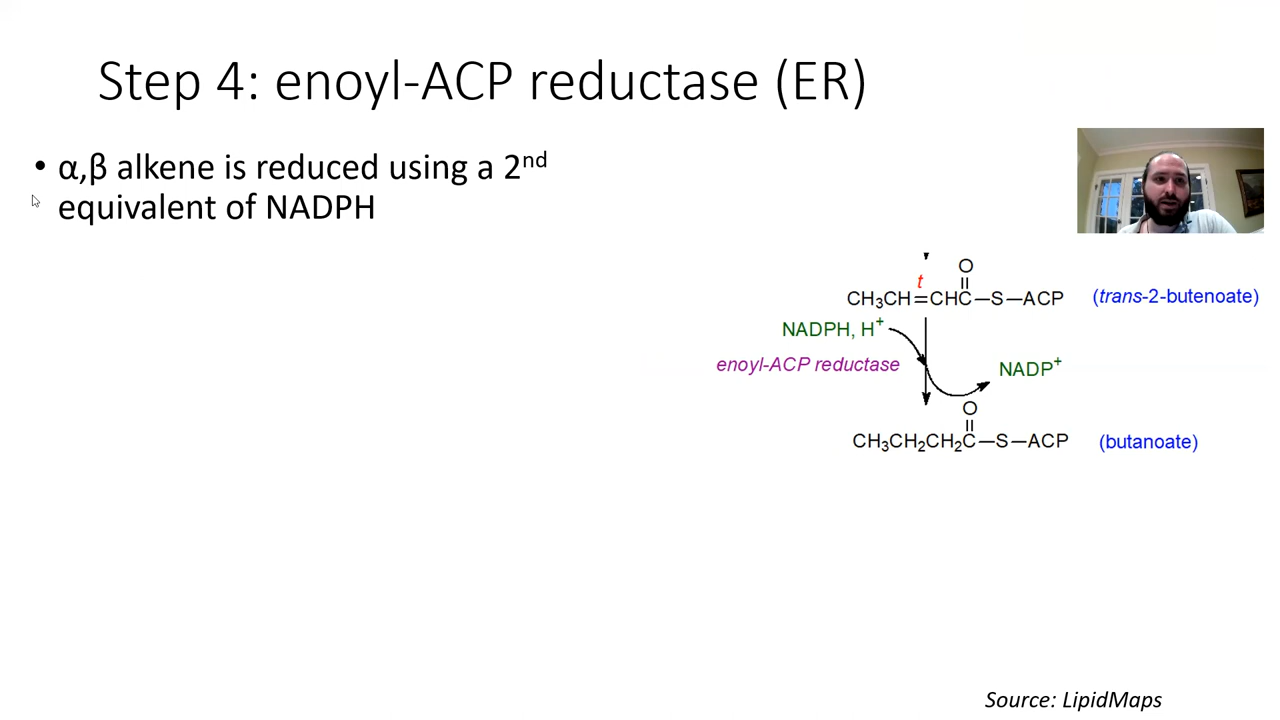 Step 4: enoyl-ACP reductase (ER)
• α,β alkene is reduced using a 2nd
equivalent of NADPH
O
t
CH3CH=CHC–S–ACP (trans-2-butenoate)
NADPH, H+
enoyl-ACP reductase NADP+
O
CH3CH2CH2C–S–ACP (butanoate)
Source: LipidMaps